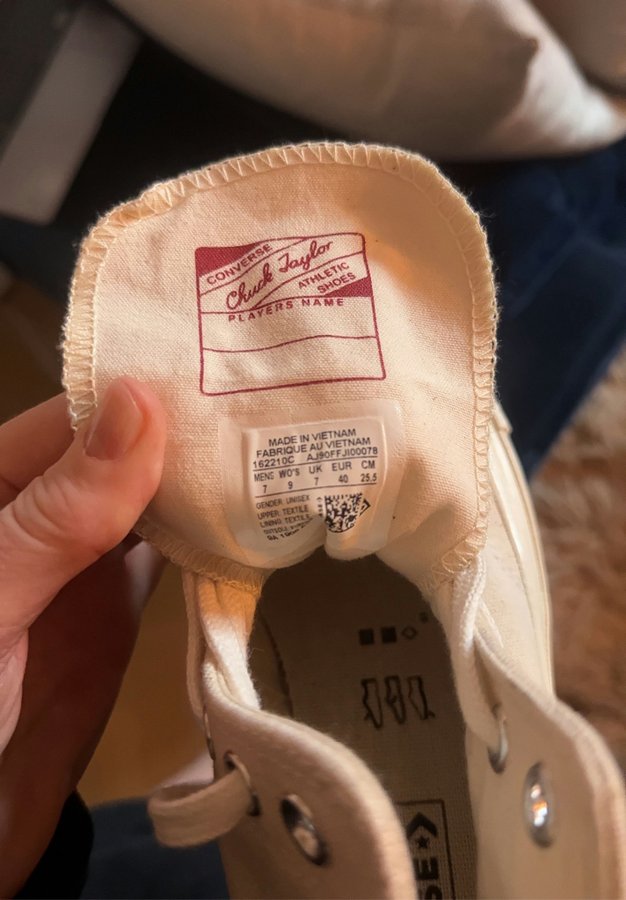 CONVERSE
Chuck Taylor
ATHLETIC
SHOES
PLAYERS NAME
MADE IN VIETNAM
FABRIQUE AU VIETNAM
162210C AJ90FFJI00078
MENS WO'S UK EUR CM
7 9 7 40 25.5
GENDER: UNISEX
UPPER: TEXTILE
LINING: TEXTILE